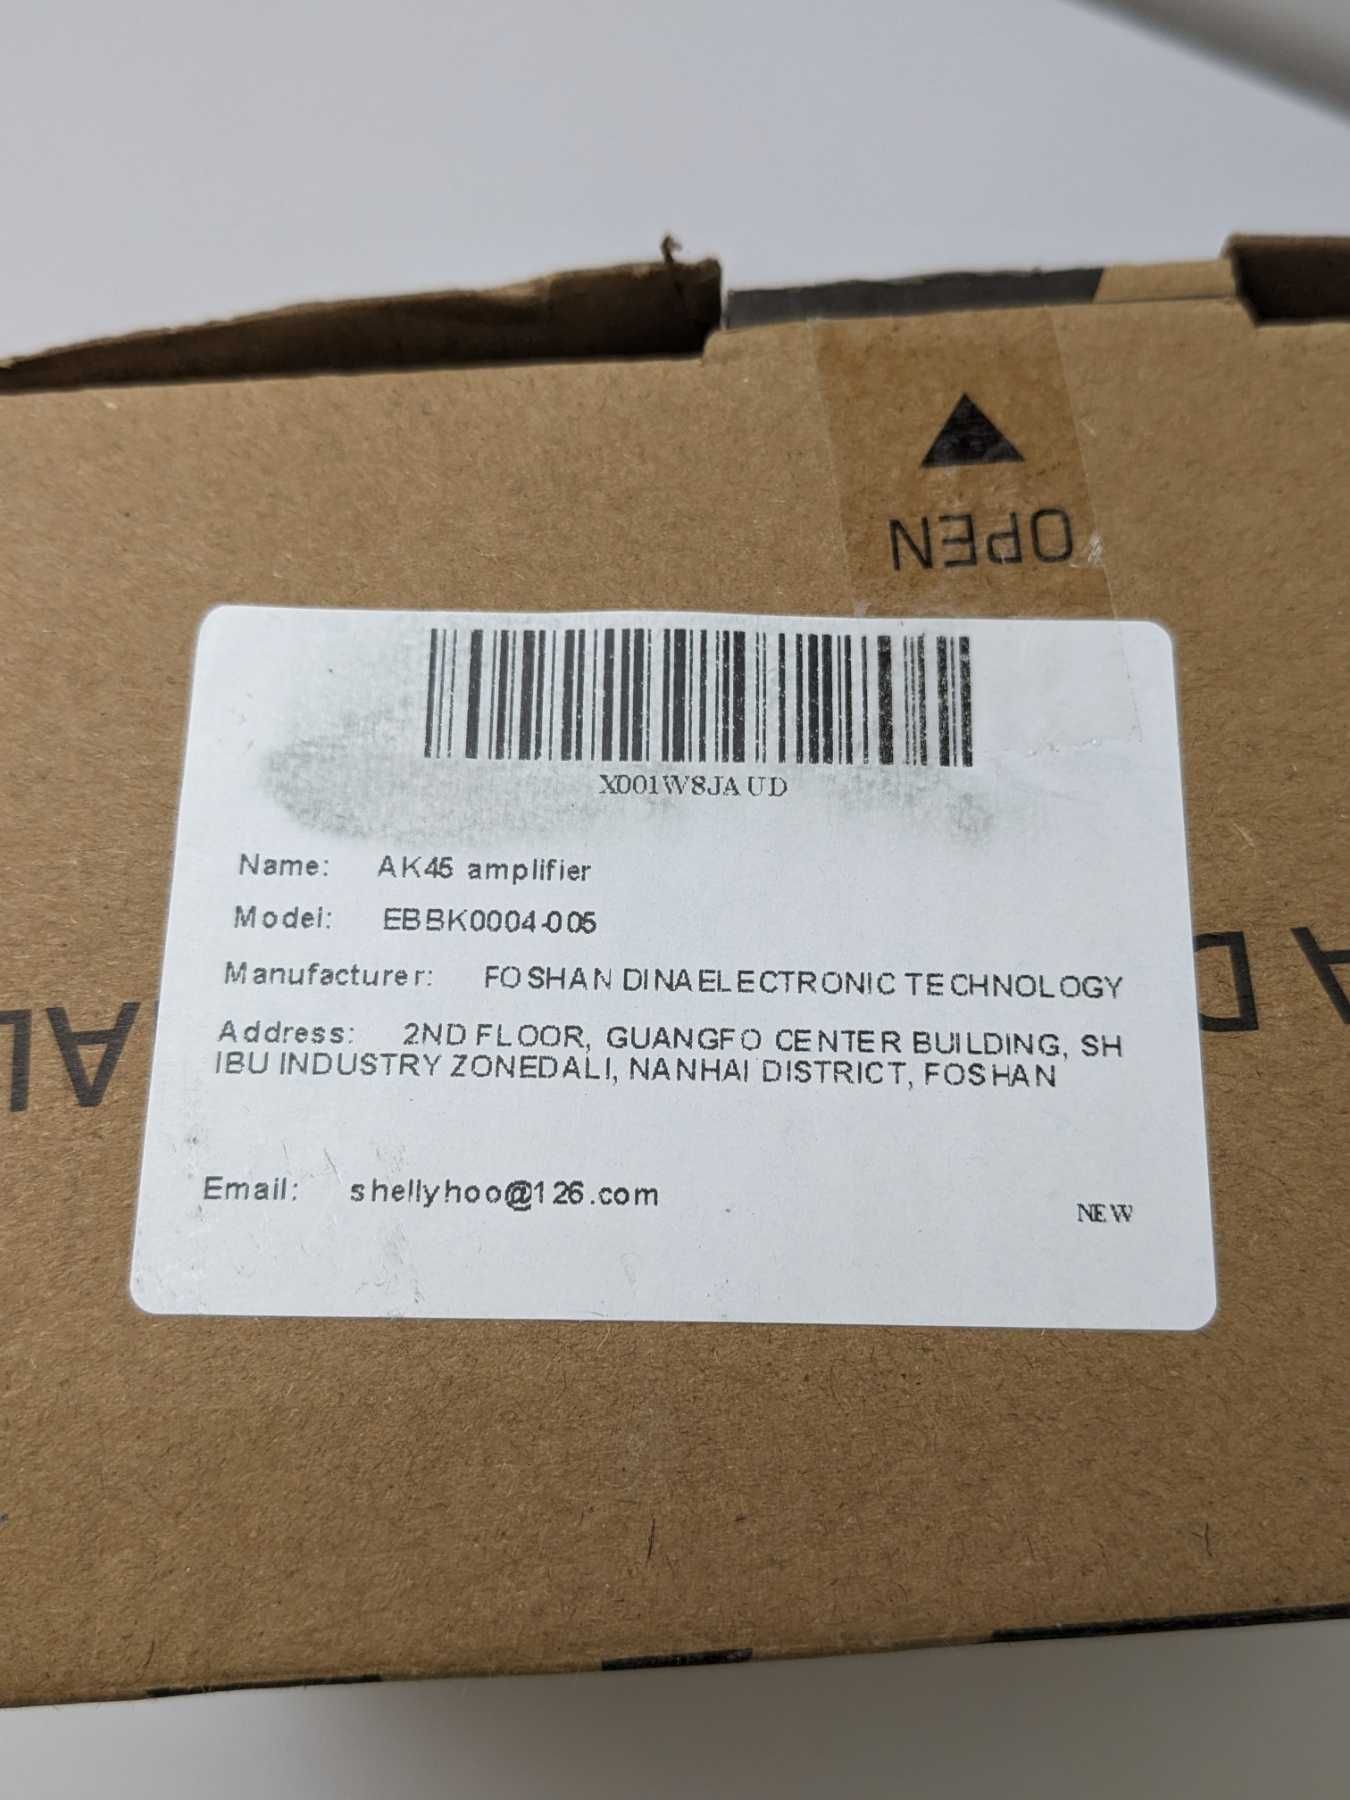 OPEN
X001W8JAUD
Name: AK45 amplifier
Model: EBBK0004-005
Manufacturer: FOSHAN DINAELECTRONIC TECHNOLOGY
Address: 2ND FLOOR, GUANGFO CENTER BUILDING, SH
IBU INDUSTRY ZONEDALI, NANHAI DISTRICT, FOSHAN
Email: shellyhoo@126.com
NEW